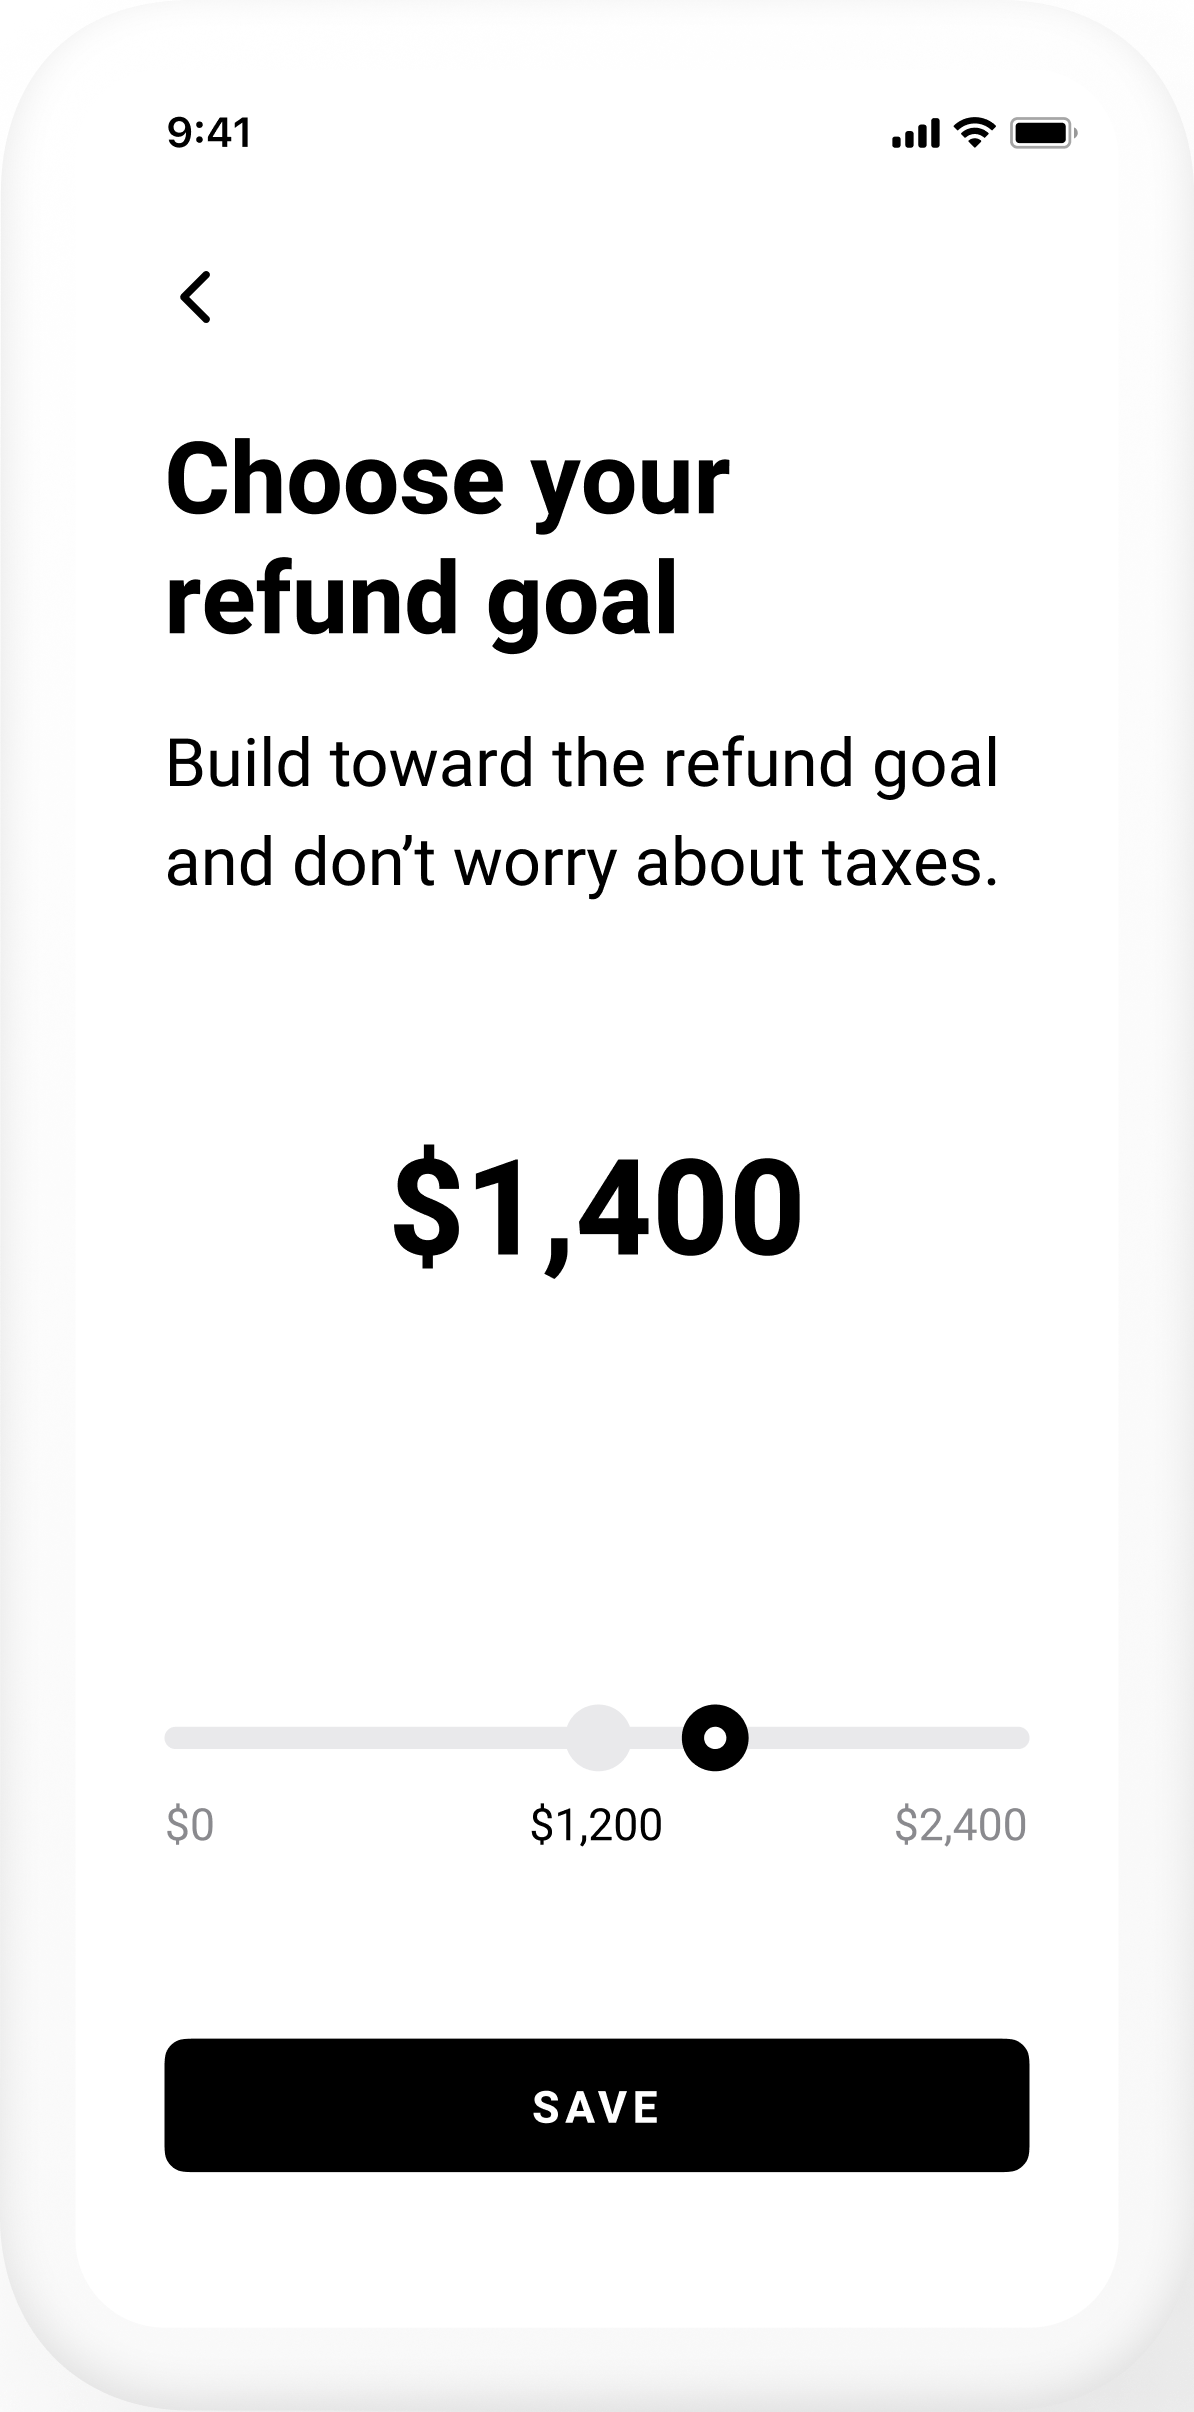 9:41
Choose your
refund goal
Build toward the refund goal
and don’t worry about taxes.
$1,400
$0 $1,200 $2,400
SAVE